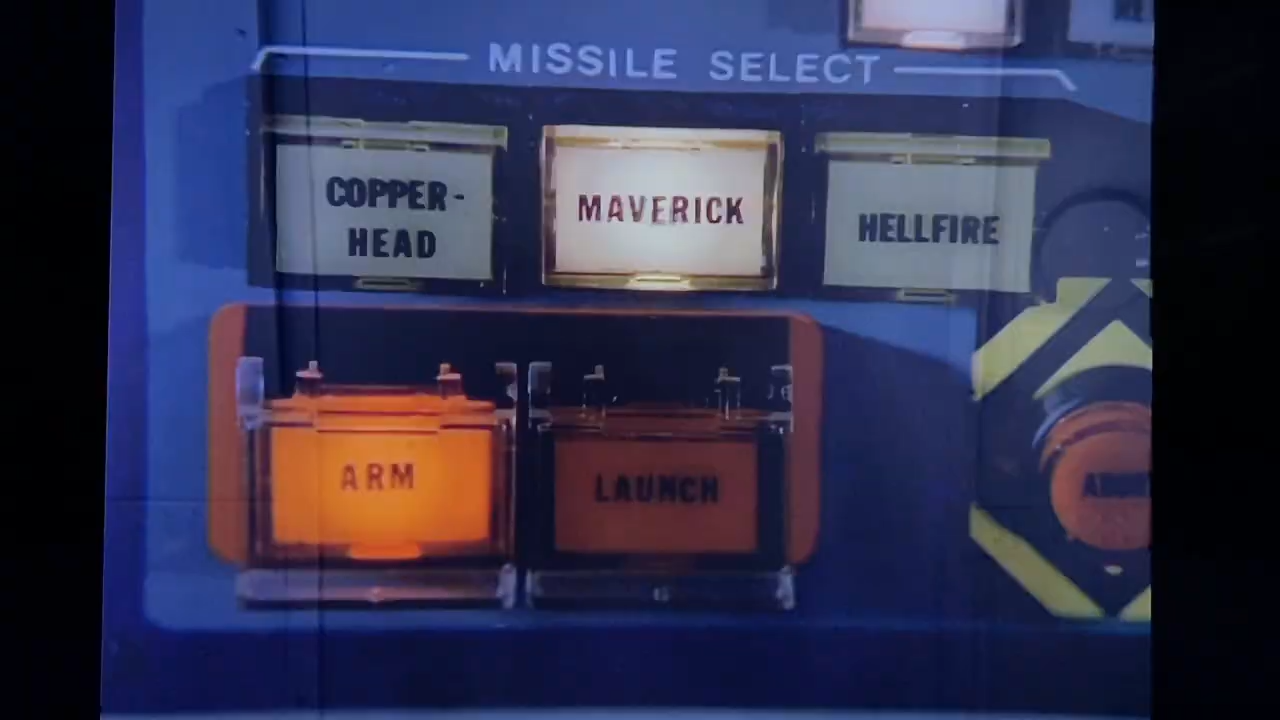 MISSILE SELECT
COPPER-
HEAD
MAVERICK
HELLFIRE
ARM
LAUNCH